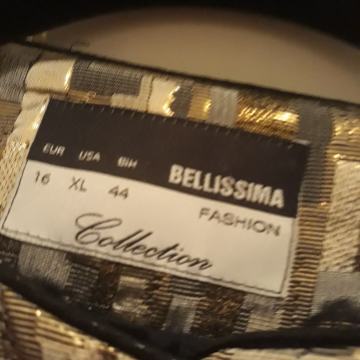 EUR USA BIH BELLISSIMA
16 XL 44 FASHION
Collection